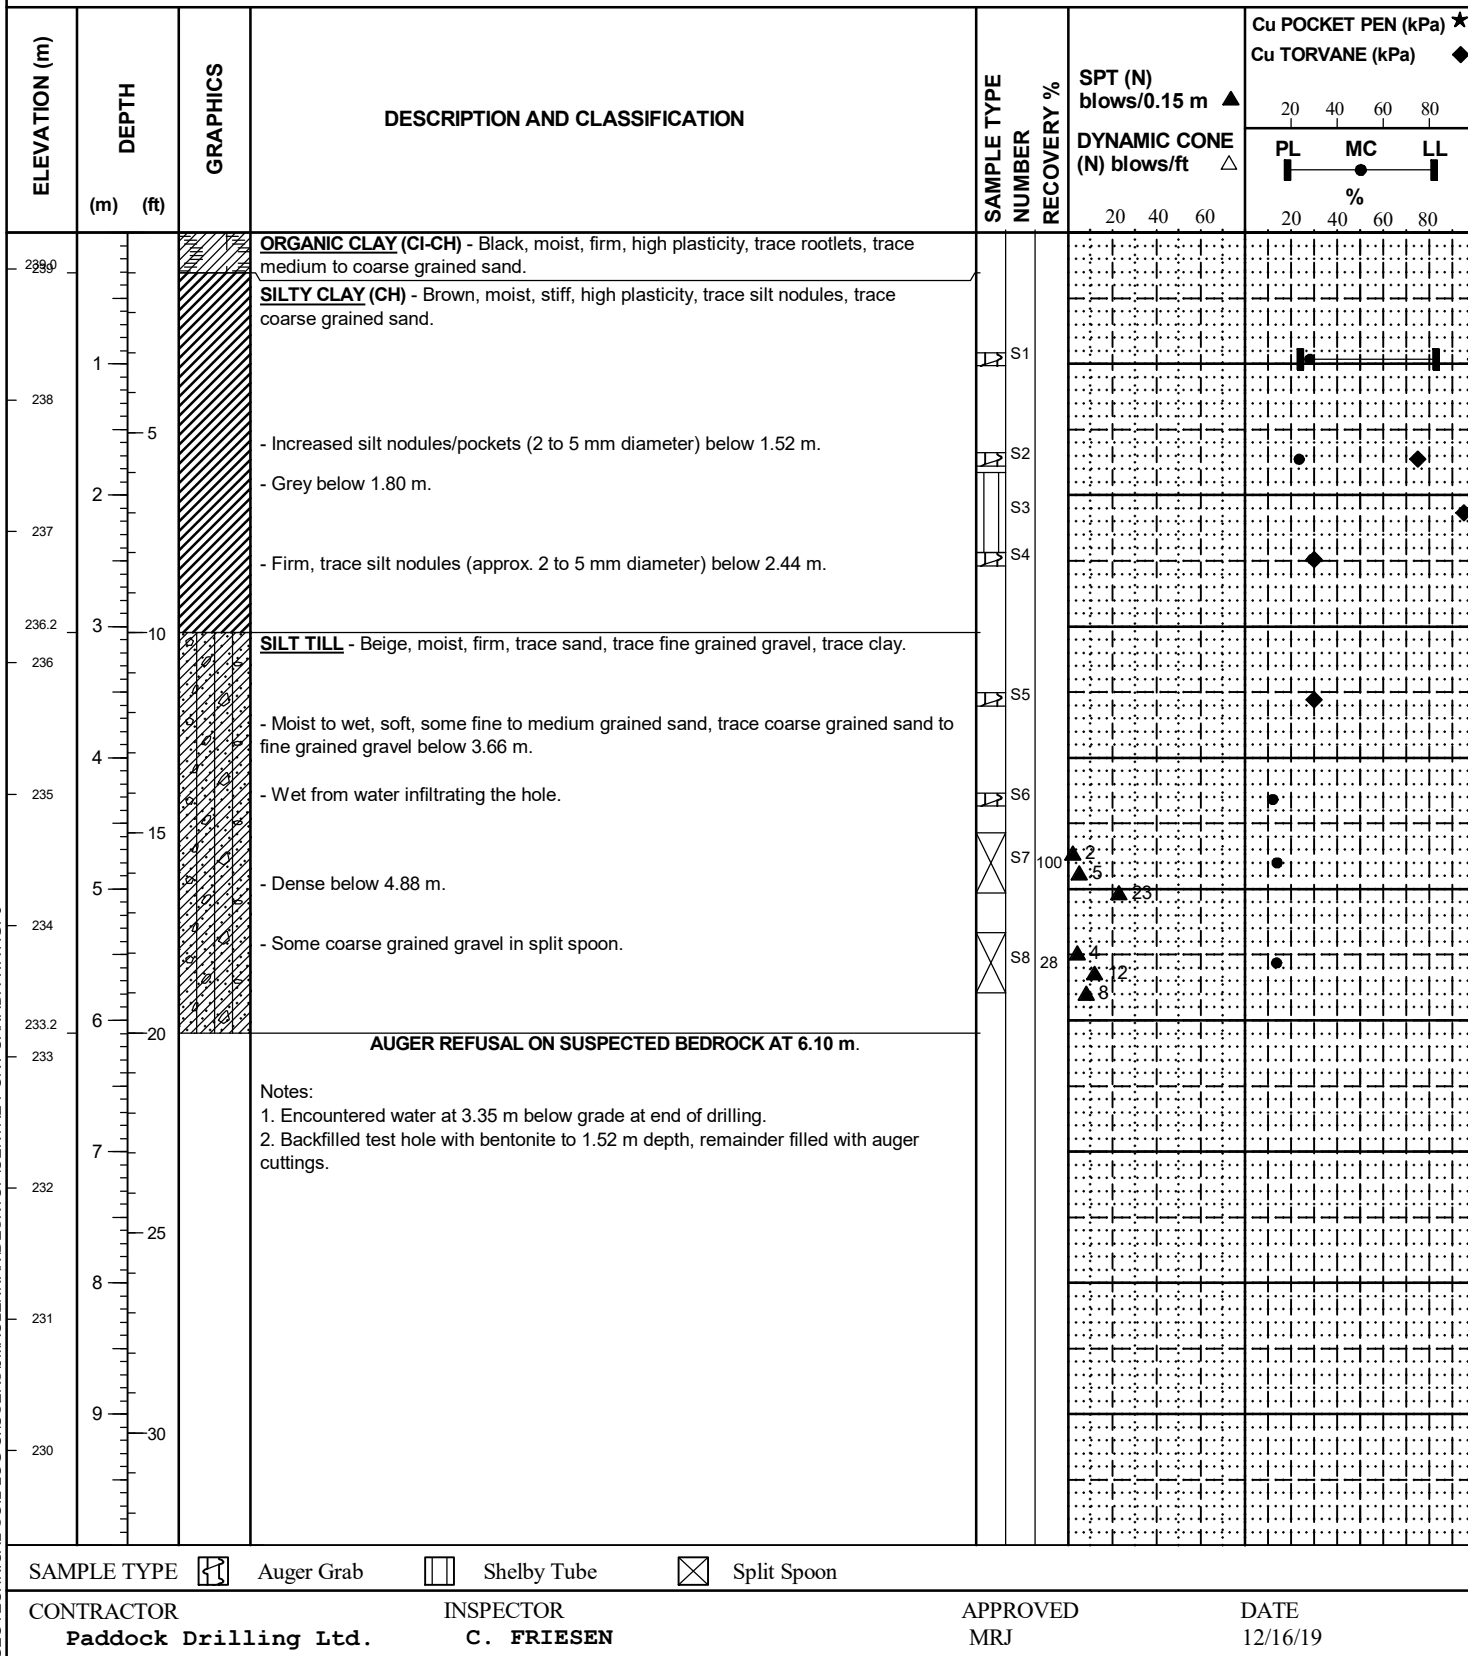 Cu POCKET PEN (kPa) ★
Cu TORVANE (kPa) ◆
20 40 60 80
ELEVATION (m)
DEPTH
(m) (ft)
GRAPHICS
DESCRIPTION AND CLASSIFICATION
SAMPLE TYPE
NUMBER
RECOVERY %
SPT (N)
blows/0.15 m ▲
DYNAMIC CONE
(N) blows/ft △
20 40 60
PL MC LL
%
20 40 60 80
ORGANIC CLAY (CI-CH) - Black, moist, firm, high plasticity, trace rootlets, trace
medium to coarse grained sand.
239.0
239
SILTY CLAY (CH) - Brown, moist, stiff, high plasticity, trace silt nodules, trace
coarse grained sand.
S1
1
238
5
- Increased silt nodules/pockets (2 to 5 mm diameter) below 1.52 m.
S2
- Grey below 1.80 m.
2
S3
237
S4
- Firm, trace silt nodules (approx. 2 to 5 mm diameter) below 2.44 m.
236.2
3
10
SILT TILL - Beige, moist, firm, trace sand, trace fine grained gravel, trace clay.
236
S5
- Moist to wet, soft, some fine to medium grained sand, trace coarse grained sand to
fine grained gravel below 3.66 m.
4
235
- Wet from water infiltrating the hole.
S6
15
S7 100 2
5
- Dense below 4.88 m.
5
23
234
- Some coarse grained gravel in split spoon.
S8 28 4
12
8
233.2
6
20
AUGER REFUSAL ON SUSPECTED BEDROCK AT 6.10 m.
233
Notes:
1. Encountered water at 3.35 m below grade at end of drilling.
2. Backfilled test hole with bentonite to 1.52 m depth, remainder filled with auger
cuttings.
7
232
25
8
231
9
30
230
SAMPLE TYPE Auger Grab Shelby Tube Split Spoon
CONTRACTOR INSPECTOR APPROVED DATE
Paddock Drilling Ltd. C. FRIESEN MRJ 12/16/19